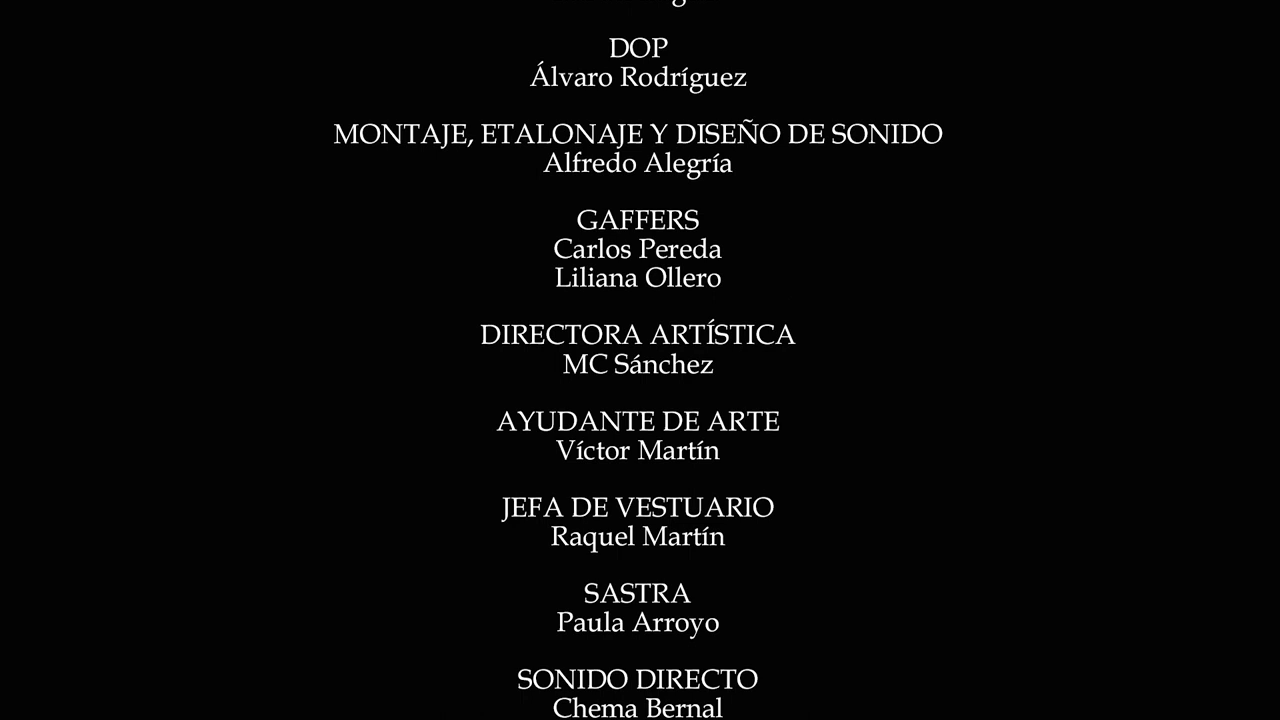 DOP
Álvaro Rodríguez
MONTAJE, ETALONAJE Y DISEÑO DE SONIDO
Alfredo Alegría
GAFFERS
Carlos Pereda
Liliana Ollero
DIRECTORA ARTÍSTICA
MC Sánchez
AYUDANTE DE ARTE
Víctor Martín
JEFA DE VESTUARIO
Raquel Martín
SASTRA
Paula Arroyo
SONIDO DIRECTO
Chema Bernal